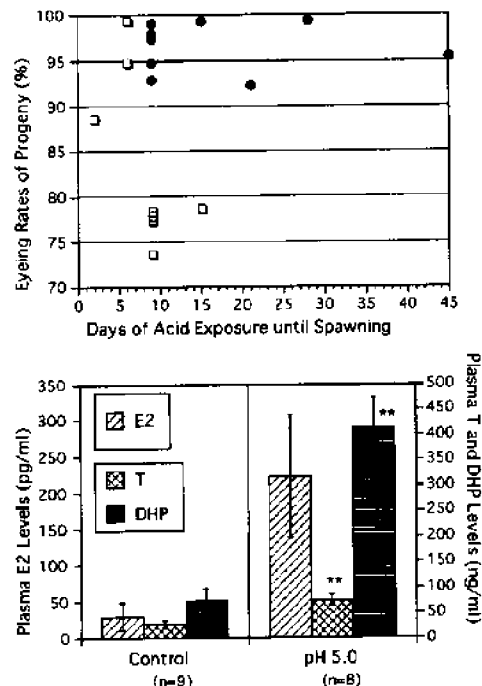 100
95
90
85
80
75
70
Eyeing Rates of Progeny (%)
0 5 10 15 20 25 30 35 40 45
Days of Acid Exposure until Spawning
350
300
250
200
150
100
50
0
Plasma E2 Levels (pg/ml)
E2
T
DHP
**
**
500
450
400
350
300
250
200
150
100
50
0
Plasma T and DHP Levels (ng/ml)
Control
pH 5.0
(n=9)
(n=8)